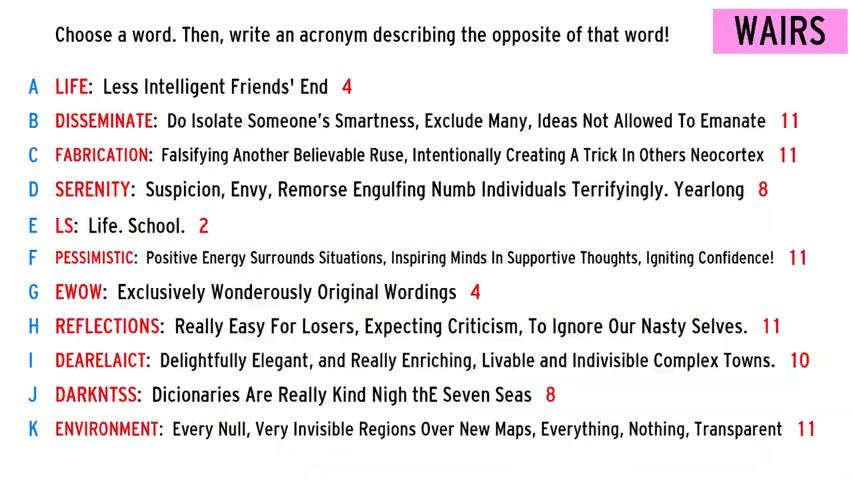 Choose a word. Then, write an acronym describing the opposite of that word!
WAIRS
A LIFE: Less Intelligent Friends' End 4
B DISSEMINATE: Do Isolate Someone's Smartness, Exclude Many, Ideas Not Allowed To Emanate 11
C FABRICATION: Falsifying Another Believable Ruse, Intentionally Creating A Trick In Others Neocortex 11
D SERENITY: Suspicion, Envy, Remorse Engulfing Numb Individuals Terrifyingly. Yearlong 8
E LS: Life. School. 2
F PESSIMISTIC: Positive Energy Surrounds Situations, Inspiring Minds In Supportive Thoughts, Igniting Confidence! 11
G EWOW: Exclusively Wonderously Original Wordings 4
H REFLECTIONS: Really Easy For Losers, Expecting Criticism, To Ignore Our Nasty Selves. 11
I DEARELAICT: Delightfully Elegant, and Really Enriching, Livable and Indivisible Complex Towns. 10
J DARKNTSS: Dicionaries Are Really Kind Nigh thE Seven Seas 8
K ENVIRONMENT: Every Null, Very Invisible Regions Over New Maps, Everything, Nothing, Transparent 11